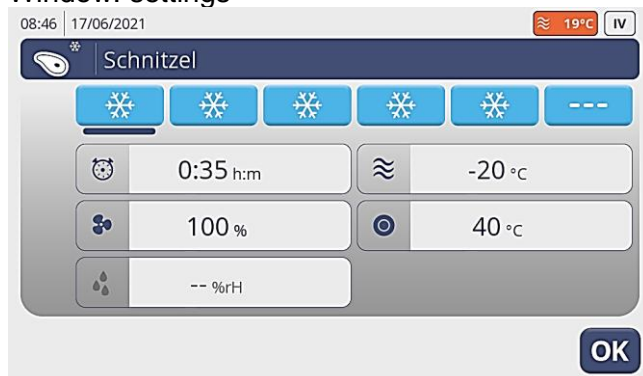 Window: settings
08:46 17/06/2021 19°C IV
Schnitzel
---
0:35 h:m -20 °C
100 % 40 °C
-- %rH
OK